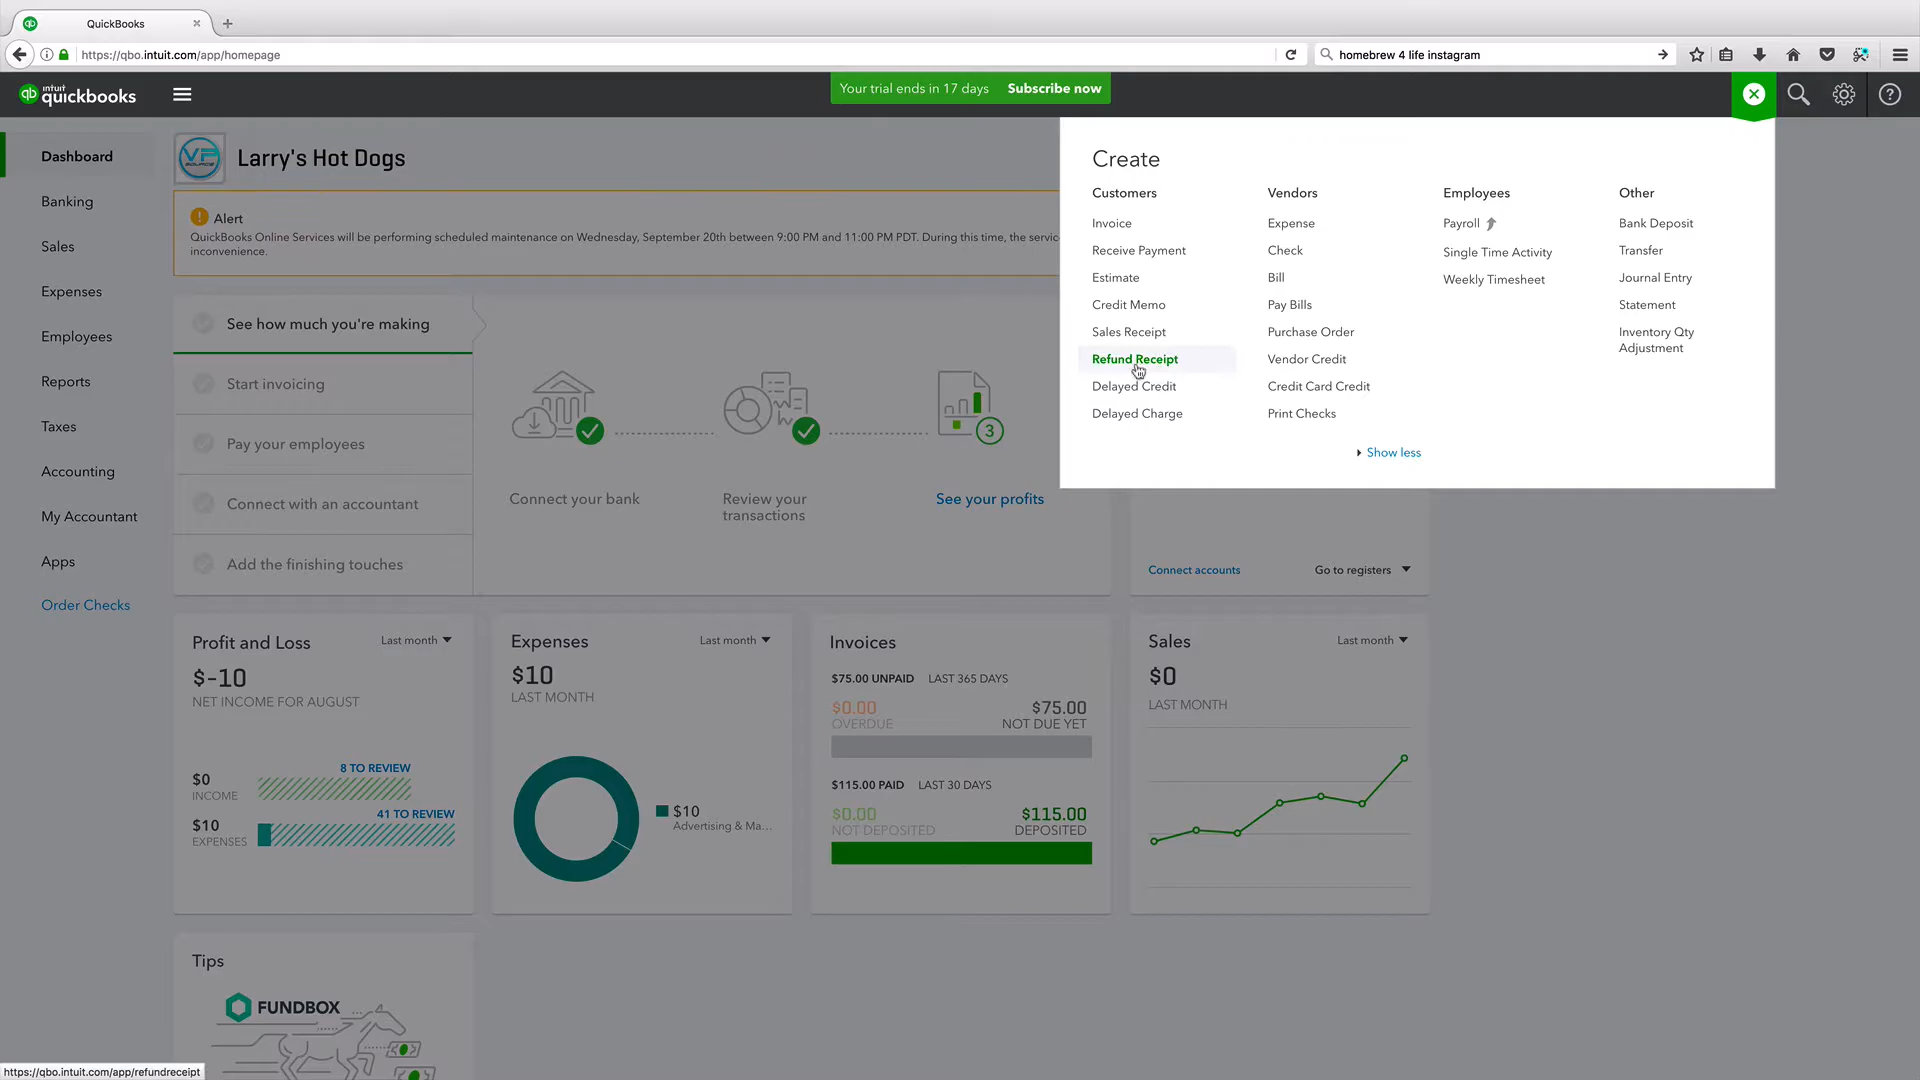 QuickBooks
https://qbo.intuit.com/app/homepage
homebrew 4 life instagram
intuit
qb quickbooks
Your trial ends in 17 days Subscribe now
Dashboard
Banking
Sales
Expenses
Employees
Reports
Taxes
Accounting
My Accountant
Apps
Order Checks
VP
SOURCE
Larry's Hot Dogs
Alert
QuickBooks Online Services will be performing scheduled maintenance on Wednesday, September 20th between 9:00 PM and 11:00 PM PDT. During this time, the servic
inconvenience.
See how much you're making
Start invoicing
Pay your employees
Connect with an accountant
Add the finishing touches
3
Connect your bank
Review your
transactions
See your profits
Create
Customers
Invoice
Receive Payment
Estimate
Credit Memo
Sales Receipt
Refund Receipt
Delayed Credit
Delayed Charge
Vendors
Expense
Check
Bill
Pay Bills
Purchase Order
Vendor Credit
Credit Card Credit
Print Checks
Employees
Payroll
Single Time Activity
Weekly Timesheet
Other
Bank Deposit
Transfer
Journal Entry
Statement
Inventory Qty
Adjustment
Show less
Connect accounts
Go to registers
Profit and Loss
Last month
$-10
NET INCOME FOR AUGUST
8 TO REVIEW
$0
INCOME
41 TO REVIEW
$10
EXPENSES
Expenses
Last month
$10
LAST MONTH
$10
Advertising & Ma...
Invoices
$75.00 UNPAID LAST 365 DAYS
$0.00 $75.00
OVERDUE NOT DUE YET
$115.00 PAID LAST 30 DAYS
$0.00 $115.00
NOT DEPOSITED DEPOSITED
Sales
Last month
$0
LAST MONTH
Tips
FUNDBOX
https://qbo.intuit.com/app/refundreceipt